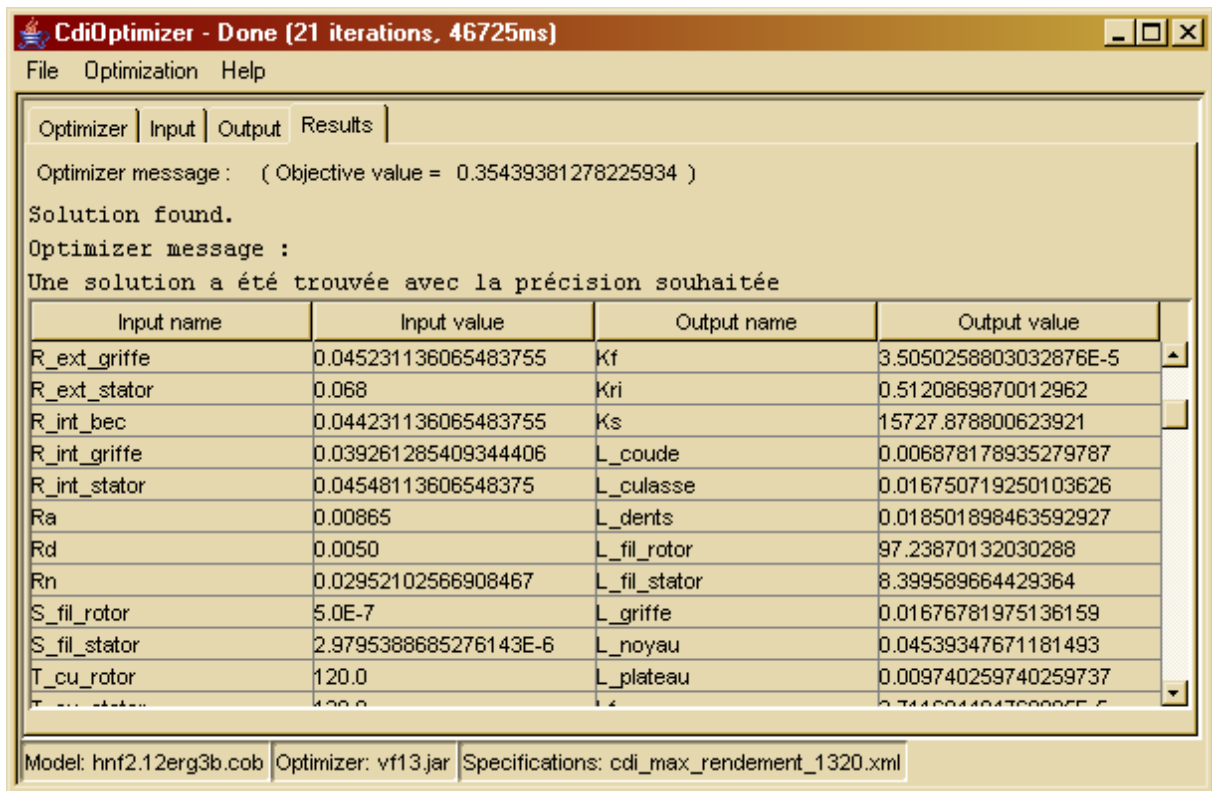 CdiOptimizer - Done (21 iterations, 46725ms)
File Optimization Help
Optimizer Input Output Results
Optimizer message : ( Objective value = 0.35439381278225934 )
Solution found.
Optimizer message :
Une solution a été trouvée avec la précision souhaitée
Input name Input value Output name Output value
R_ext_griffe 0.045231136065483755 Kf 3.5050258803032876E-5
R_ext_stator 0.068 Kri 0.51208698700129​62
R_int_bec 0.044231136065483755 Ks 15727.878800623921
R_int_griffe 0.039261285409344406 L_coude 0.006878178935279787
R_int_stator 0.04548113606548375 L_culasse 0.016750719250103626
Ra 0.00865 L_dents 0.018501898463592927
Rd 0.0050 L_fil_rotor 97.23870132030288
Rn 0.02952102566908467 L_fil_stator 8.399589664429364
S_fil_rotor 5.0E-7 L_griffe 0.01676781975136159
S_fil_stator 2.9795388685276143E-6 L_noyau 0.04539347671181493
T_cu_rotor 120.0 L_plateau 0.009740259740259737
Model: hnf2.12erg3b.cob Optimizer: vf13.jar Specifications: cdi_max_rendement_1320.xml